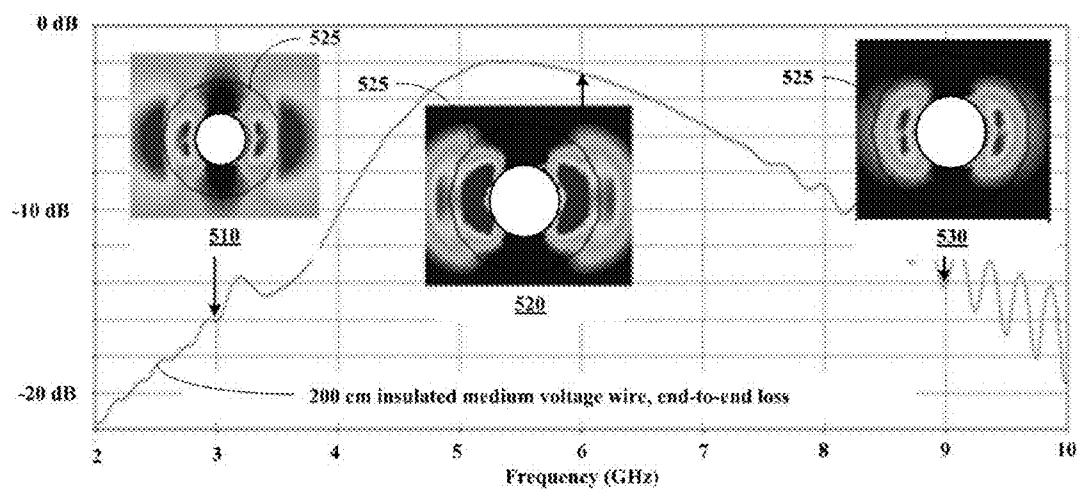 0 dB
525
525
525
-10 dB
510
520
530
-20 dB
200 cm insulated medium voltage wire, end-to-end loss
2 3 4 5 6 7 8 9 10
Frequency (GHz)